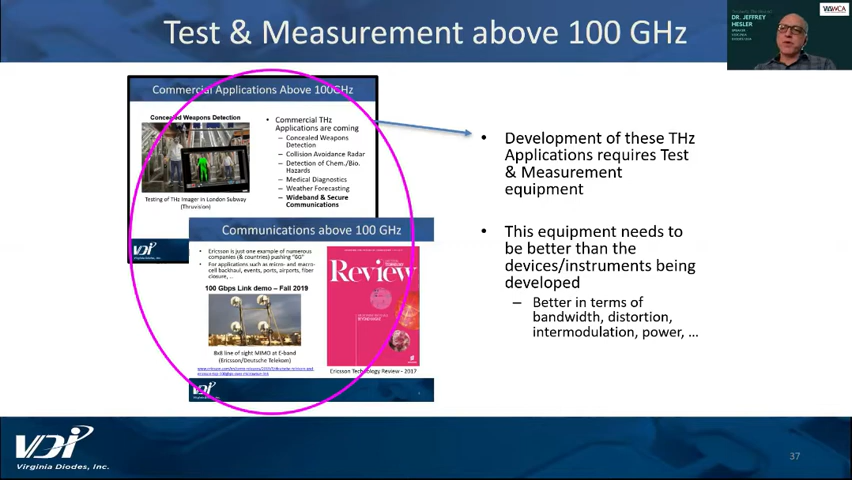 Test & Measurement above 100 GHz
DR. JEFFREY
HESLER
Commercial Applications Above 100GHz
Concealed Weapons Detection
Testing of THz Imager in London Subway
(Thruvision)
• Commercial THz
Applications are coming
– Concealed Weapons
Detection
– Collision Avoidance Radar
– Detection of Chem./Bio.
Hazards
– Medical Diagnostics
– Weather Forecasting
– Wideband & Secure
Communications
VDI
Communications above 100 GHz
• Ericsson is just one example of numerous
companies (& countries) pushing "6G"
• For applications such as micro- and macro-
cell backhaul, events, ports, airports, fiber
closure, ..
100 Gbps Link demo – Fall 2019
8x8 line of sight MIMO at E-band
(Ericsson/Deutsche Telekom)
Review
Ericsson Technology Review - 2017
VDI
• Development of these THz
Applications requires Test
& Measurement
equipment
• This equipment needs to
be better than the
devices/instruments being
developed
– Better in terms of
bandwidth, distortion,
intermodulation, power, ...
VDI
Virginia Diodes, Inc.
37